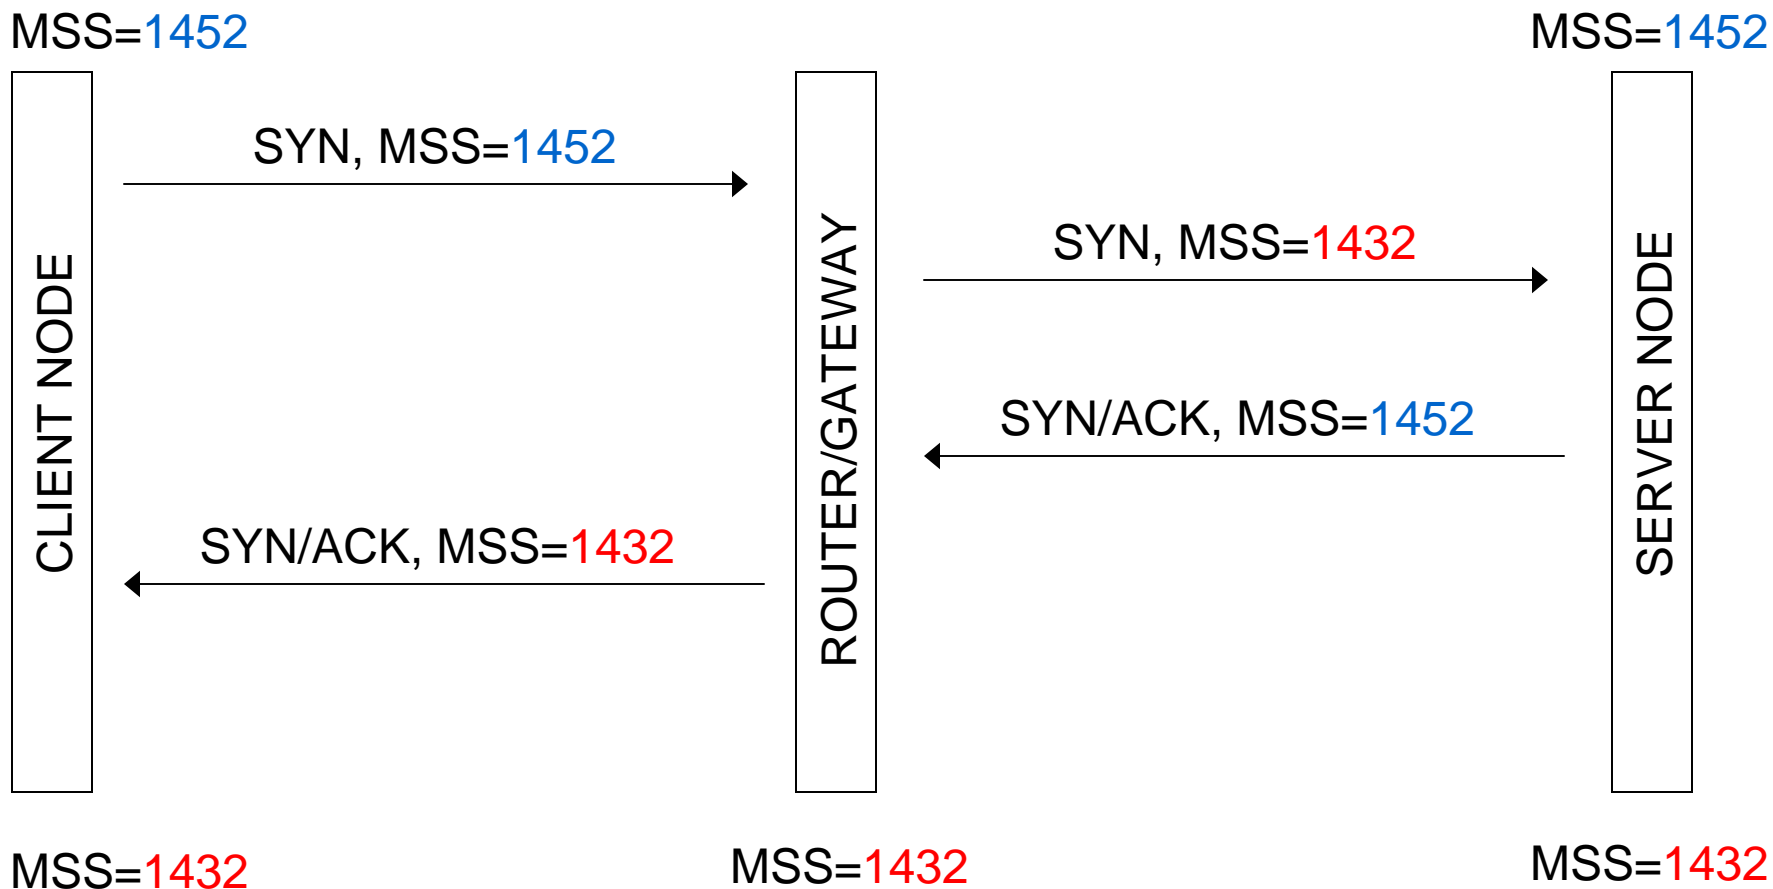 MSS=1452
MSS=1452
SYN, MSS=1452
SYN, MSS=1432
SYN/ACK, MSS=1452
SYN/ACK, MSS=1432
CLIENT NODE
ROUTER/GATEWAY
SERVER NODE
MSS=1432
MSS=1432
MSS=1432